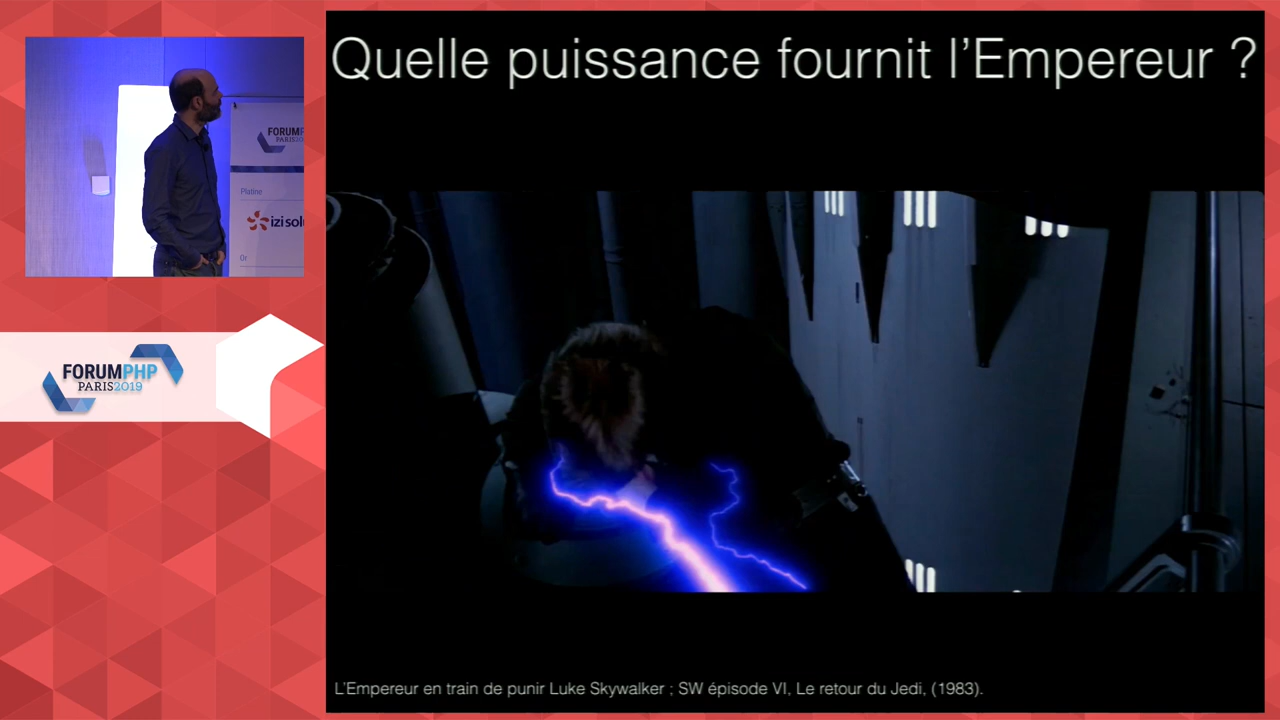 Quelle puissance fournit l'Empereur ?
FORUMP
PARIS20
Platine
izi solu
Or
FORUMPHP
PARIS2019
L'Empereur en train de punir Luke Skywalker ; SW épisode VI, Le retour du Jedi, (1983).